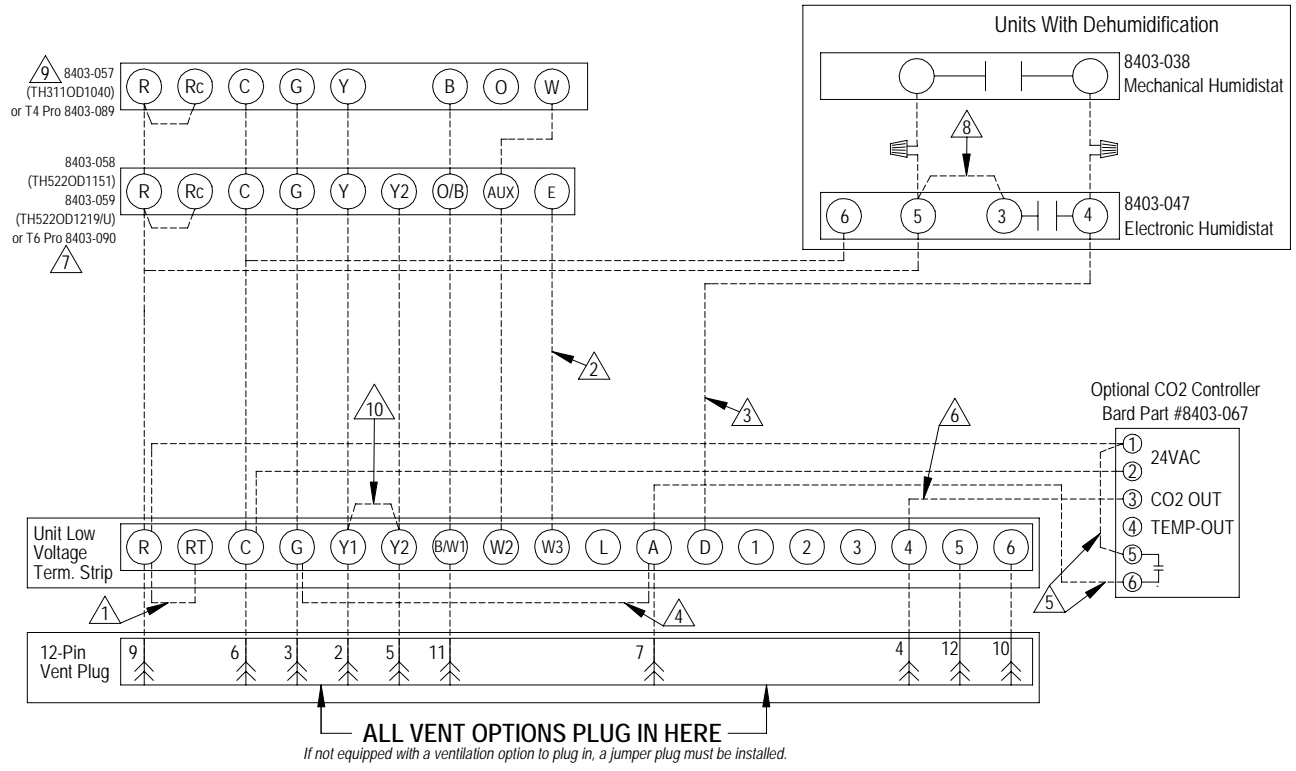 Units With Dehumidification
8403-038
Mechanical Humidistat
9
8403-057
(TH311OD1040)
or T4 Pro 8403-089
R Rc C G Y B O W
8
8403-058
(TH522OD1151)
8403-059
(TH522OD1219/U)
or T6 Pro 8403-090
7
R Rc C G Y Y2 O/B AUX E
6 5 3 4
8403-047
Electronic Humidistat
2
10
3
6
Optional CO2 Controller
Bard Part #8403-067
1
24VAC
2
3 CO2 OUT
4 TEMP-OUT
5
6
Unit Low
Voltage
Term. Strip
R RT C G Y1 Y2 B/W1 W2 W3 L A D 1 2 3 4 5 6
1
4
5
12-Pin
Vent Plug
9 6 3 2 5 11 7 4 12 10
ALL VENT OPTIONS PLUG IN HERE
If not equipped with a ventilation option to plug in, a jumper plug must be installed.